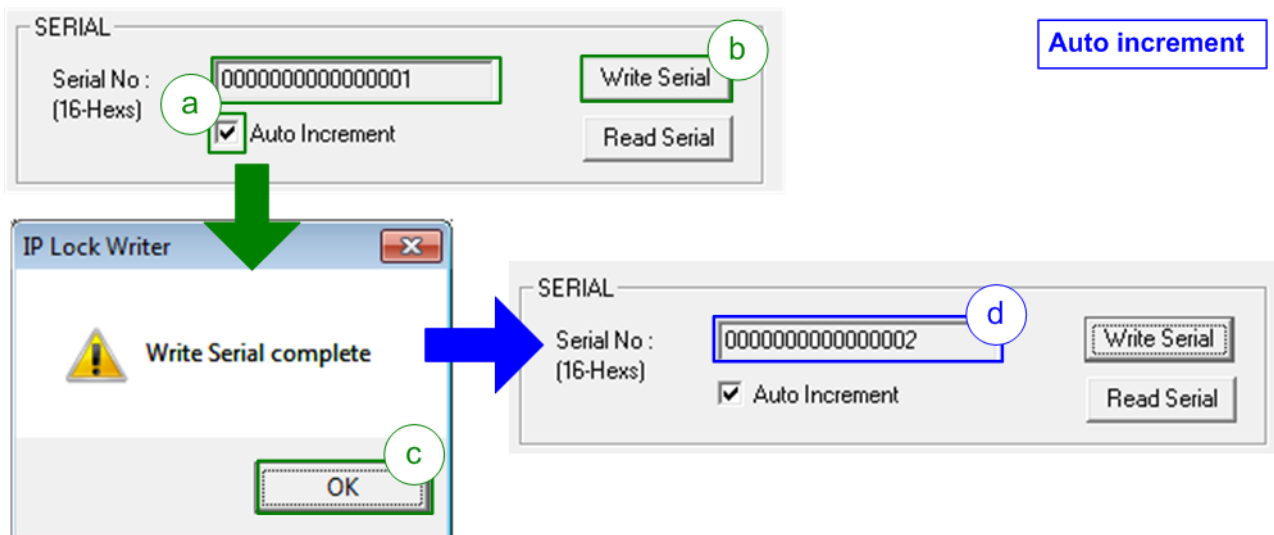 SERIAL
Auto increment
Serial No :
(16-Hexs)
0000000000000001
Write Serial
b
a
Auto Increment
Read Serial
IP Lock Writer
Write Serial complete
OK
c
SERIAL
Serial No :
(16-Hexs)
0000000000000002
d
Write Serial
Auto Increment
Read Serial